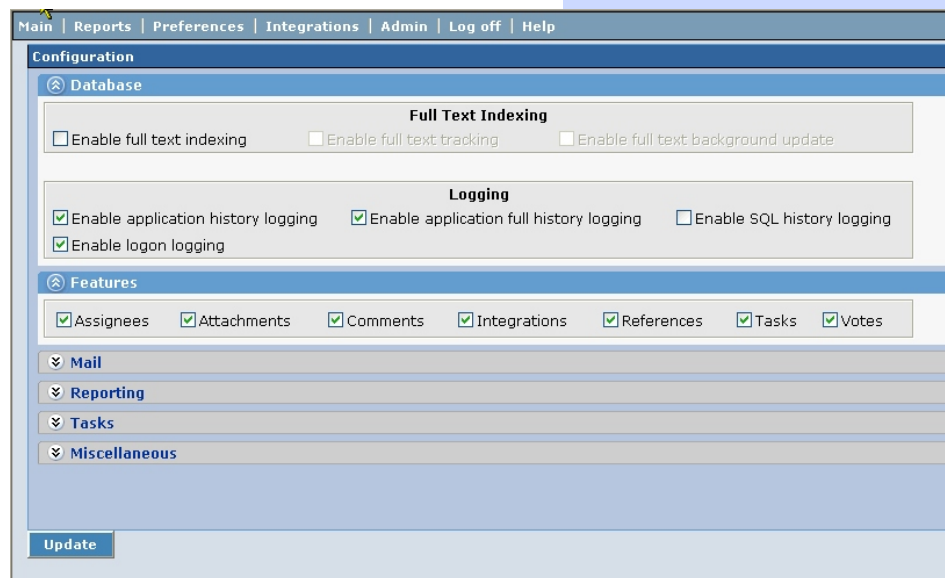 Main | Reports | Preferences | Integrations | Admin | Log off | Help
Configuration
Database
Full Text Indexing
Enable full text indexing Enable full text tracking Enable full text background update
Logging
Enable application history logging Enable application full history logging Enable SQL history logging
Enable logon logging
Features
Assignees Attachments Comments Integrations References Tasks Votes
Mail
Reporting
Tasks
Miscellaneous
Update